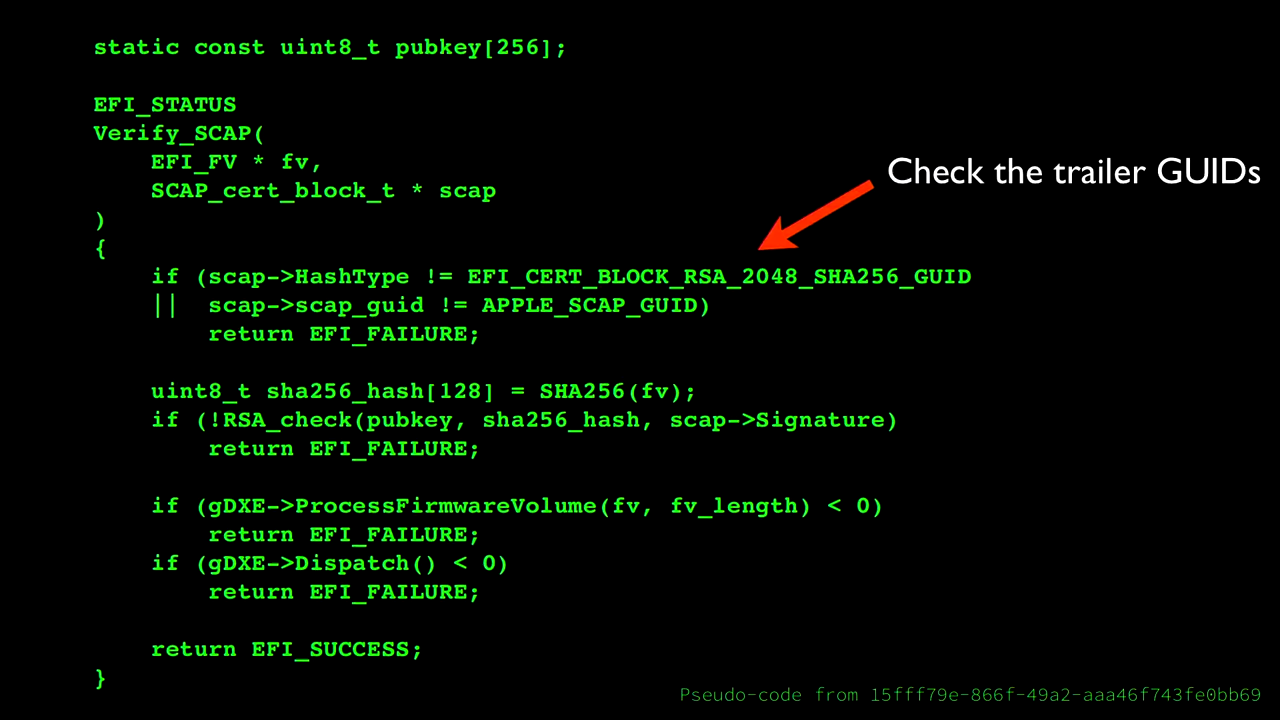 static const uint8_t pubkey[256];
EFI_STATUS
Verify_SCAP(
    EFI_FV * fv,
    SCAP_cert_block_t * scap
)
{
Check the trailer GUIDs
    if (scap->HashType != EFI_CERT_BLOCK_RSA_2048_SHA256_GUID
    ||  scap->scap_guid != APPLE_SCAP_GUID)
        return EFI_FAILURE;
    uint8_t sha256_hash[128] = SHA256(fv);
    if (!RSA_check(pubkey, sha256_hash, scap->Signature)
        return EFI_FAILURE;
    if (gDXE->ProcessFirmwareVolume(fv, fv_length) < 0)
        return EFI_FAILURE;
    if (gDXE->Dispatch() < 0)
        return EFI_FAILURE;
    return EFI_SUCCESS;
}
Pseudo-code from 15fff79e-866f-49a2-aaa46f743fe0bb69